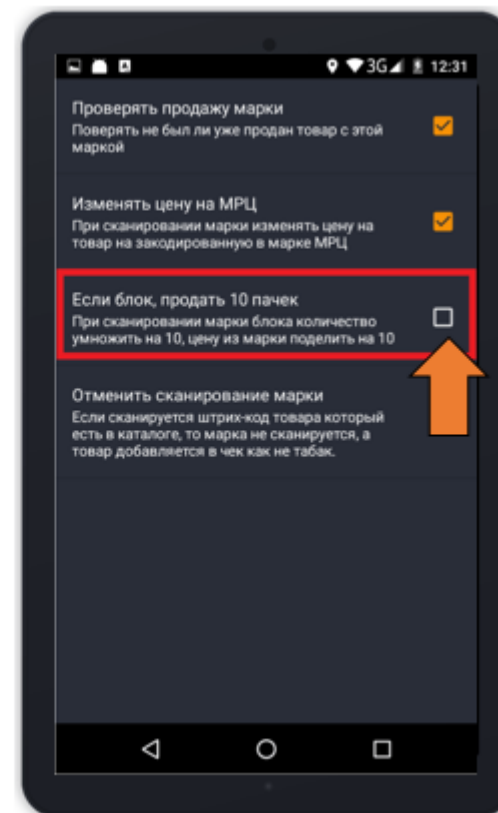 3G 12:31
Проверять продажу марки
Поверять не был ли уже продан товар с этой
маркой
Изменять цену на МРЦ
При сканировании марки изменять цену на
товар на закодированную в марке МРЦ
Если блок, продать 10 пачек
При сканировании марки блока количество
умножить на 10, цену из марки поделить на 10
Отменить сканирование марки
Если сканируется штрих-код товара который
есть в каталоге, то марка не сканируется, а
товар добавляется в чек как не табак.